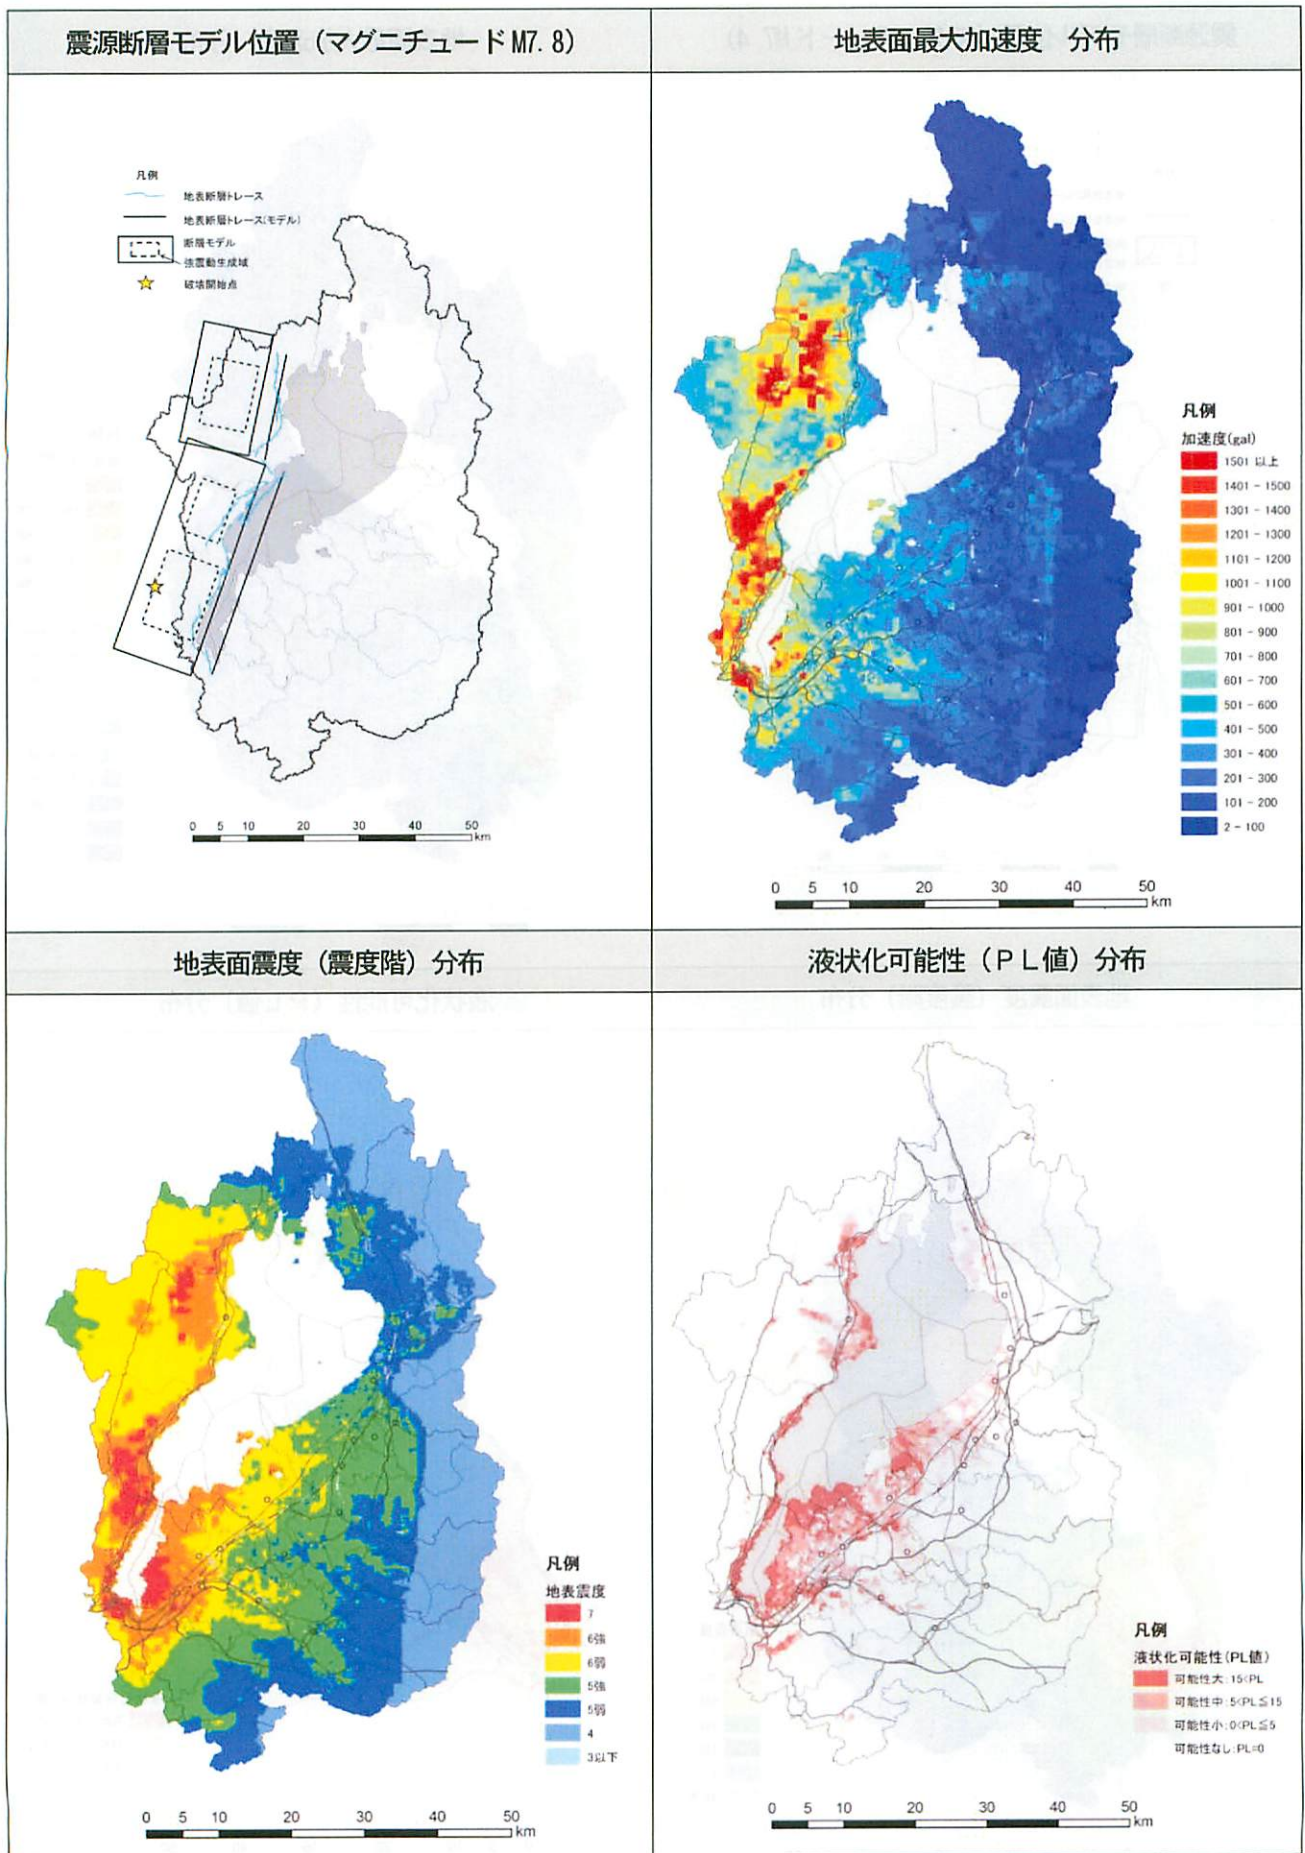 震源断層モデル位置（マグニチュードM7.8）
凡例
地表断層トレース
地表断層トレース(モデル)
断層モデル
強震動生成域
破壊開始点
0 5 10 20 30 40 50
km
地表面最大加速度 分布
凡例
加速度(gal)
1501 以上
1401 - 1500
1301 - 1400
1201 - 1300
1101 - 1200
1001 - 1100
901 - 1000
801 - 900
701 - 800
601 - 700
501 - 600
401 - 500
301 - 400
201 - 300
101 - 200
2 - 100
0 5 10 20 30 40 50
km
地表面震度（震度階）分布
凡例
地表震度
7
6強
6弱
5強
5弱
4
3以下
0 5 10 20 30 40 50
km
液状化可能性（ＰＬ値）分布
凡例
液状化可能性(PL値)
可能性大:15<PL
可能性中:5<PL≦15
可能性小:0<PL≦5
可能性なし:PL=0
0 5 10 20 30 40 50
km